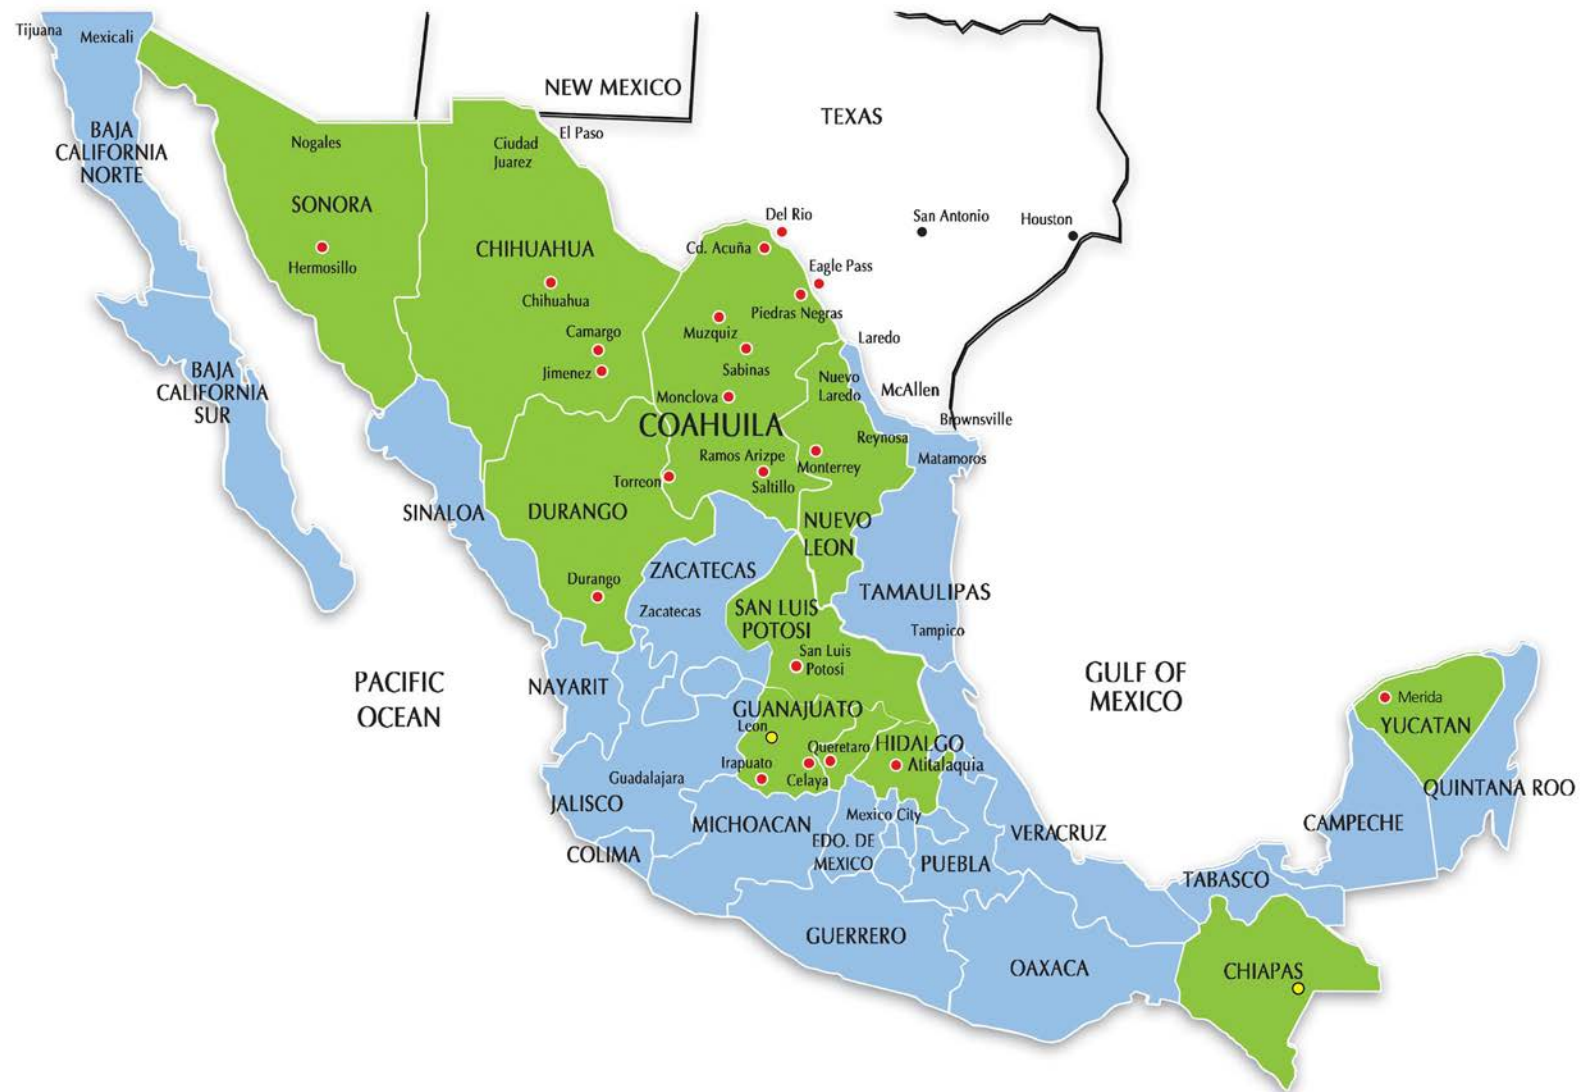 Tijuana
Mexicali
NEW MEXICO
TEXAS
BAJA
CALIFORNIA
NORTE
Nogales
Ciudad
Juarez
El Paso
SONORA
Hermosillo
CHIHUAHUA
Chihuahua
Camargo
Jimenez
Del Rio
Cd. Acuña
San Antonio
Houston
Eagle Pass
Piedras Negras
Muzquiz
Sabinas
Laredo
Nuevo
Laredo
McAllen
Brownsville
BAJA
CALIFORNIA
SUR
Monclova
COAHUILA
Reynosa
Matamoros
Ramos Arizpe
Saltillo
Monterrey
Torreon
SINALOA
DURANGO
NUEVO
LEON
Durango
ZACATECAS
Zacatecas
SAN LUIS
POTOSI
TAMAULIPAS
Tampico
San Luis
Potosi
PACIFIC
OCEAN
NAYARIT
GULF OF
MEXICO
Merida
YUCATAN
GUANAJUATO
Leon
Queretaro
HIDALGO
Atitalaquia
Irapuato
Celaya
Guadalajara
JALISCO
QUINTANA ROO
CAMPECHE
MICHOACAN
Mexico City
VERACRUZ
COLIMA
EDO. DE
MEXICO
PUEBLA
TABASCO
GUERRERO
OAXACA
CHIAPAS